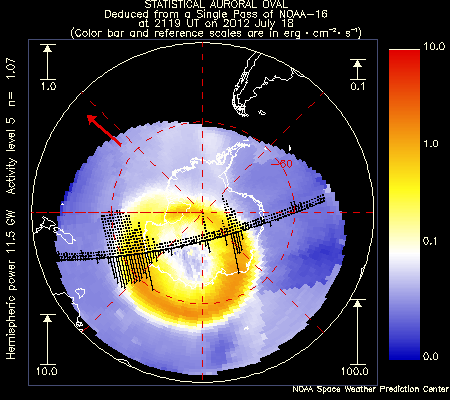 STATISTICAL AURORAL OVAL
Deduced from a Single Pass of NOAA-16
at 2119 UT on 2012 July 18
(Color bar and reference scales are in erg · cm⁻² · s⁻¹)
Hemispheric power 11.5 GW   Activity level 5   n= 1.07
1.0
0.1
10.0
100.0
-60
10.0
1.0
0.1
0.0
NOAA Space Weather Prediction Center